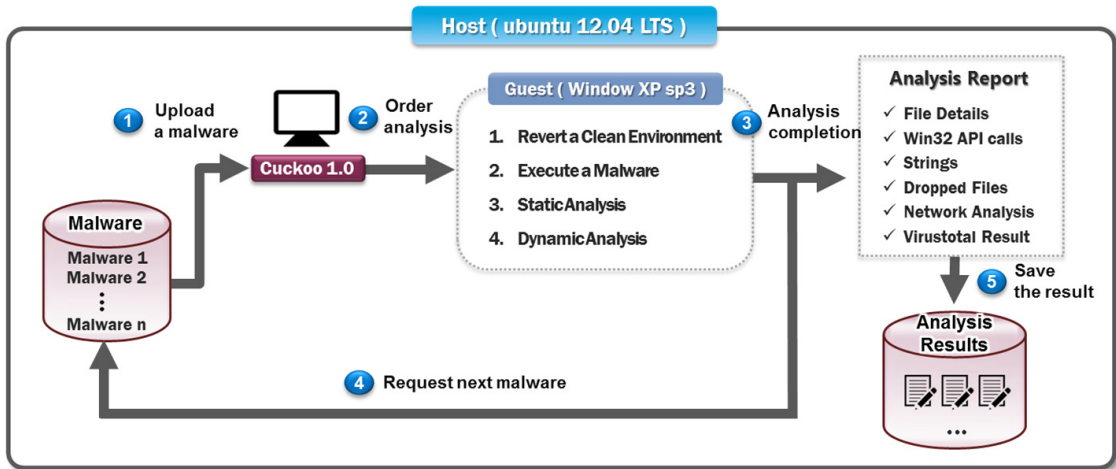 Host ( ubuntu 12.04 LTS )
1
Upload
a malware
Cuckoo 1.0
2
Order
analysis
Guest ( Window XP sp3 )
1. Revert a Clean Environment
2. Execute a Malware
3. Static Analysis
4. Dynamic Analysis
3
Analysis
completion
Analysis Report
✓ File Details
✓ Win32 API calls
✓ Strings
✓ Dropped Files
✓ Network Analysis
✓ Virustotal Result
Malware
Malware 1
Malware 2
⋮
Malware n
4
Request next malware
5
Save
the result
Analysis
Results
...